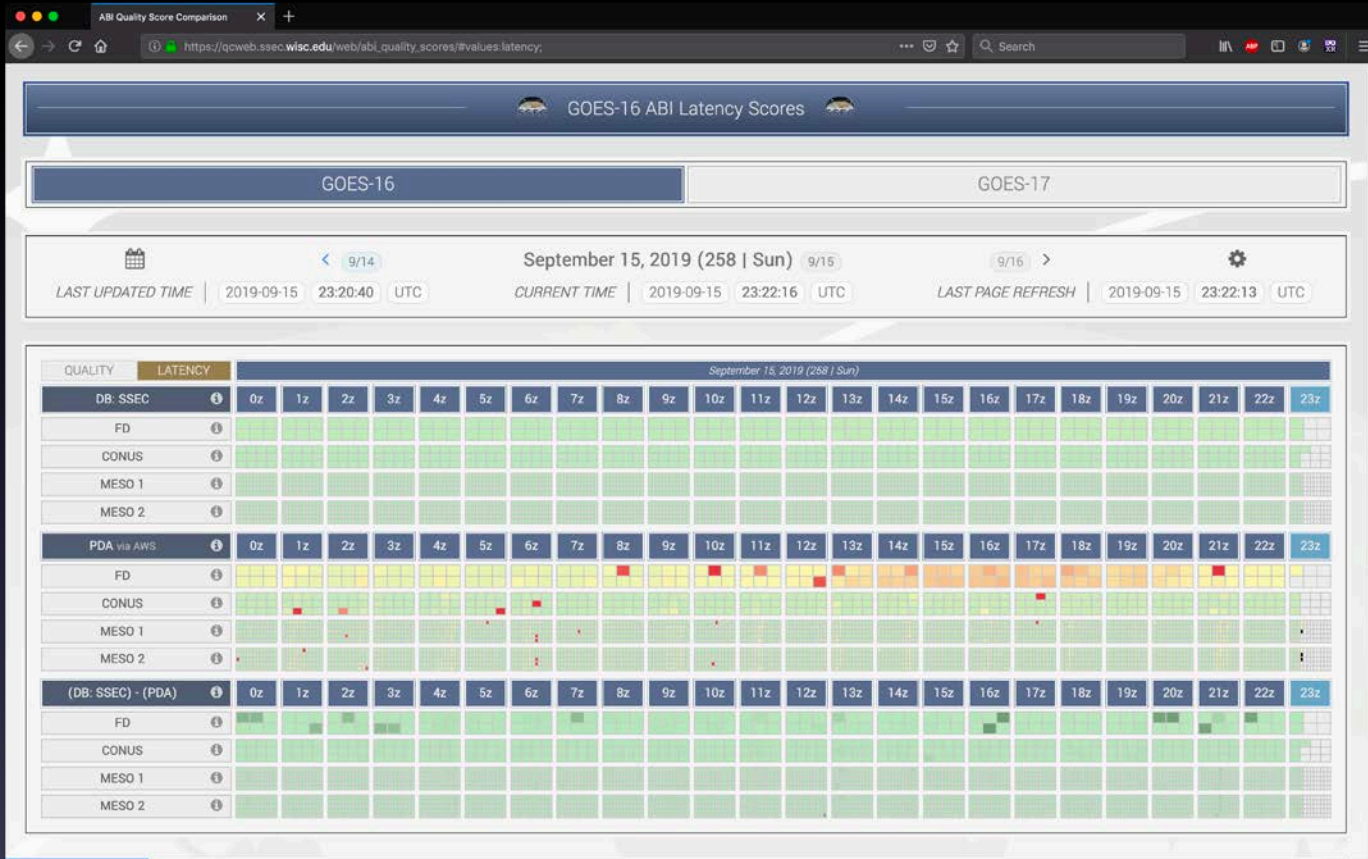 ABI Quality Score Comparison
https://qcweb.ssec.wisc.edu/web/abi_quality_scores/#values:latency;
Search
ABP
GOES-16 ABI Latency Scores
GOES-16 GOES-17
9/14 September 15, 2019 (258 | Sun) 9/15 9/16
LAST UPDATED TIME | 2019-09-15 23:20:40 UTC CURRENT TIME | 2019-09-15 23:22:16 UTC LAST PAGE REFRESH | 2019-09-15 23:22:13 UTC
QUALITY LATENCY September 15, 2019 (258 | Sun)
DB: SSEC 0z 1z 2z 3z 4z 5z 6z 7z 8z 9z 10z 11z 12z 13z 14z 15z 16z 17z 18z 19z 20z 21z 22z 23z
FD
CONUS
MESO 1
MESO 2
PDA via AWS 0z 1z 2z 3z 4z 5z 6z 7z 8z 9z 10z 11z 12z 13z 14z 15z 16z 17z 18z 19z 20z 21z 22z 23z
FD
CONUS
MESO 1
MESO 2
(DB: SSEC) - (PDA) 0z 1z 2z 3z 4z 5z 6z 7z 8z 9z 10z 11z 12z 13z 14z 15z 16z 17z 18z 19z 20z 21z 22z 23z
FD
CONUS
MESO 1
MESO 2